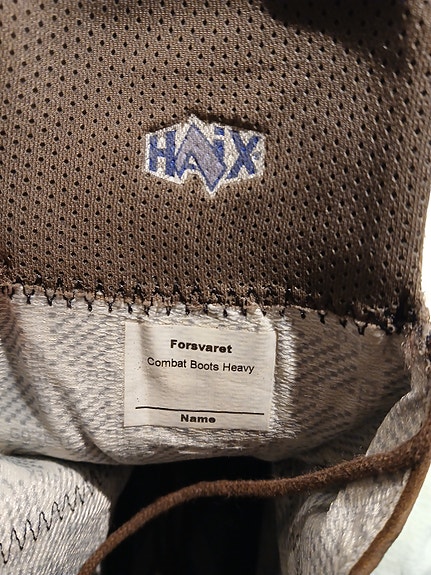 HAiX
Forsvaret
Combat Boots Heavy
Name